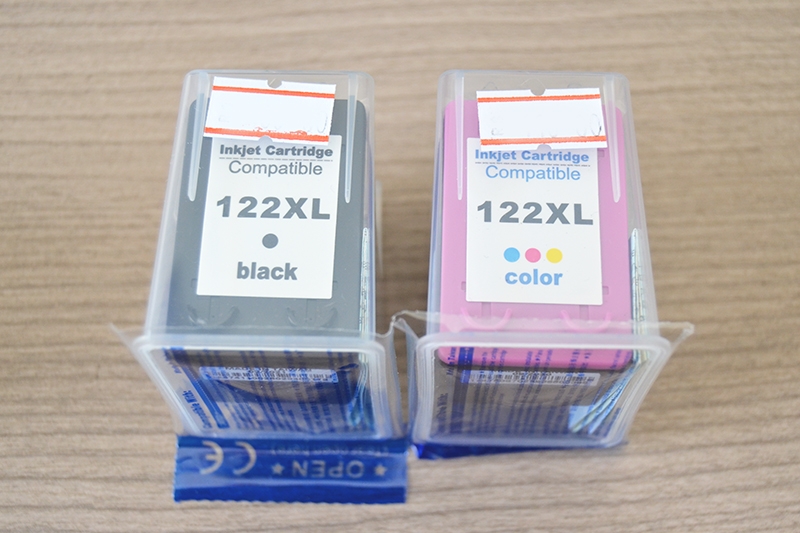 Inkjet Cartridge
Compatible
122XL
black
Inkjet Cartridge
Compatible
122XL
color
OPEN
CE